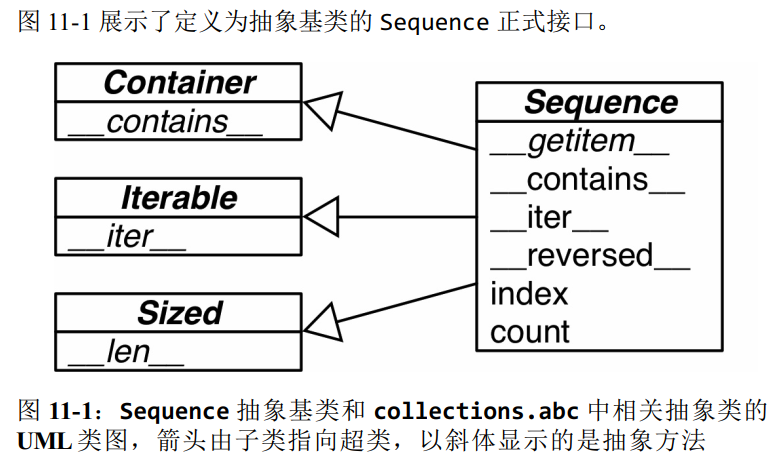 图 11-1 展示了定义为抽象基类的 Sequence 正式接口。
Container
__contains__
Iterable
__iter__
Sized
__len__
Sequence
__getitem__
__contains__
__iter__
__reversed__
index
count
图 11-1：Sequence 抽象基类和 collections.abc 中相关抽象类的
UML 类图，箭头由子类指向超类，以斜体显示的是抽象方法